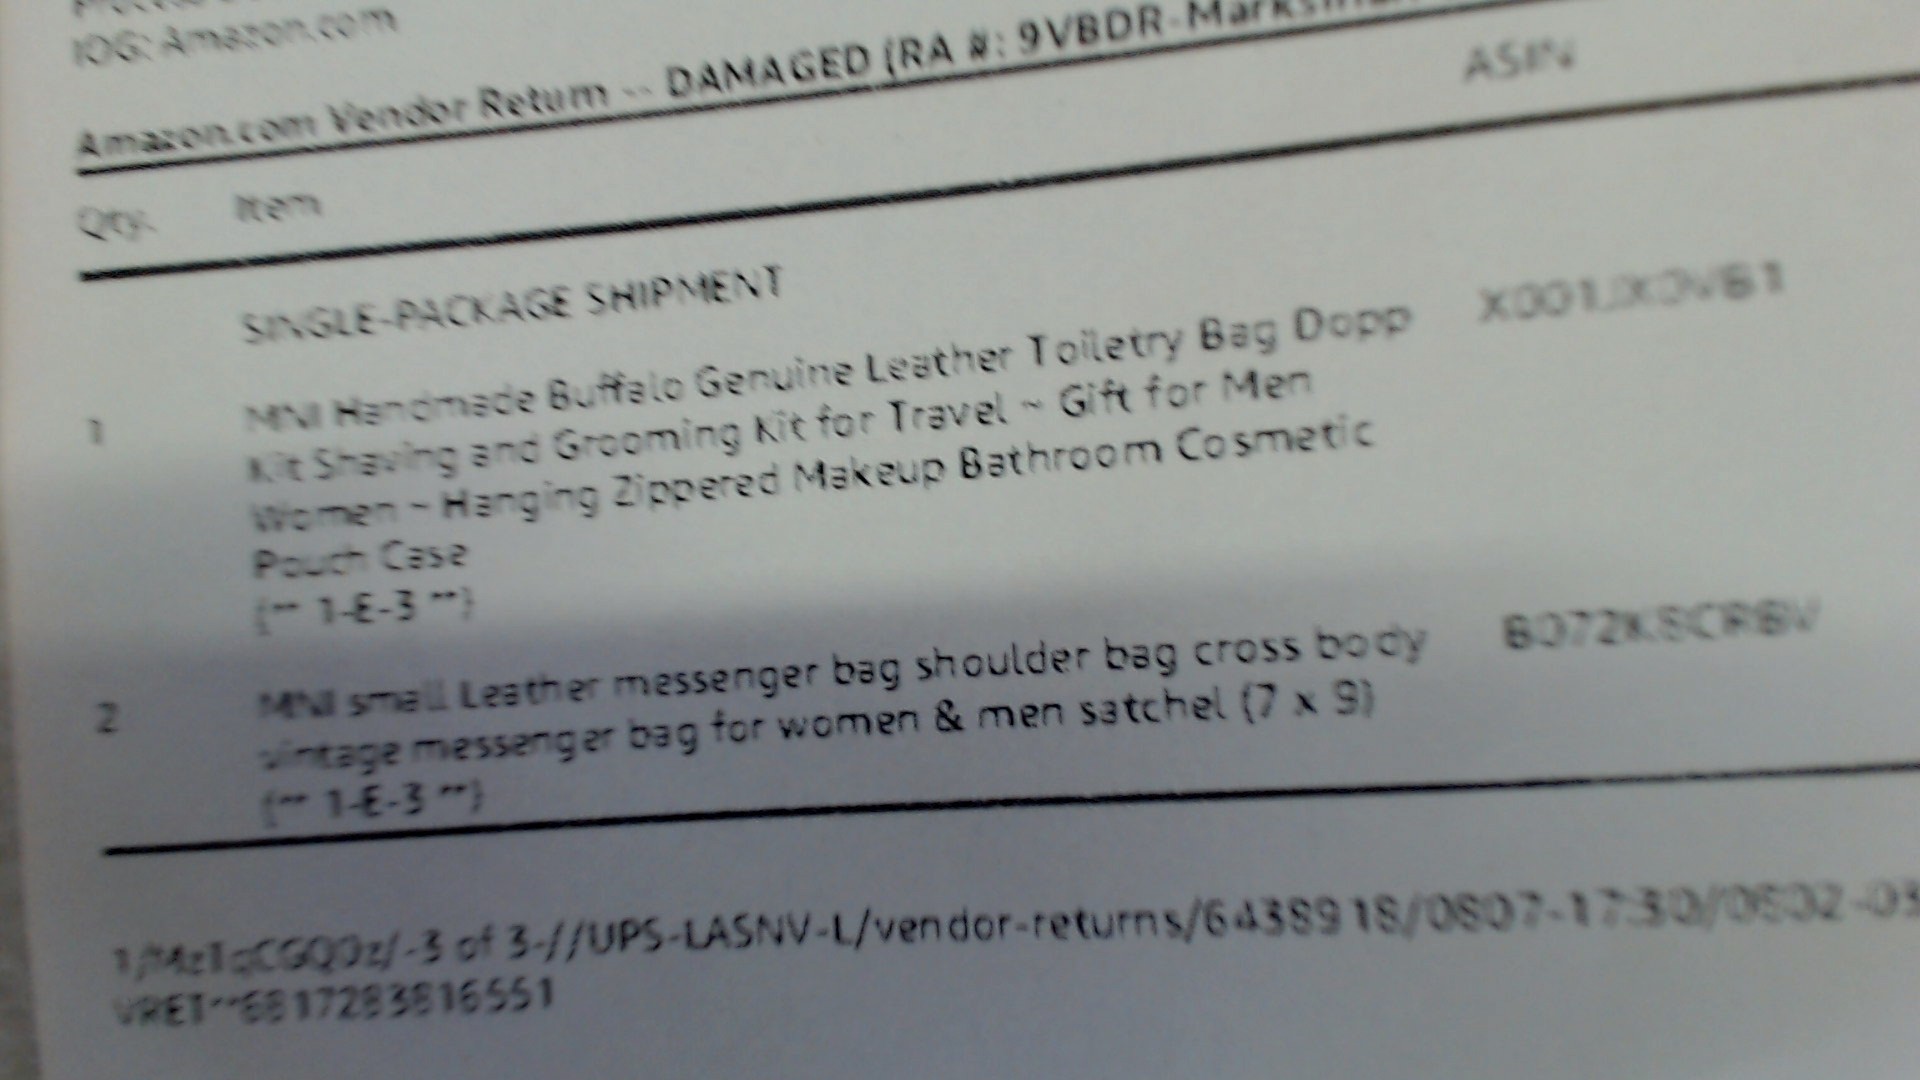 IOG: Amazon.com
Amazon.com Vendor Return -- DAMAGED (RA #: 9VBDR-Marksman
Qty. Item ASIN
SINGLE-PACKAGE SHIPMENT
1 MNI Handmade Buffalo Genuine Leather Toiletry Bag Dopp
Kit Shaving and Grooming Kit for Travel ~ Gift for Men
Women ~ Hanging Zippered Makeup Bathroom Cosmetic
Pouch Case
(** 1-E-3 **)
2 MNI small Leather messenger bag shoulder bag cross body
vintage messenger bag for women & men satchel (7 x 9)
(** 1-E-3 **)
-3 of 3-//UPS-LASNV-L/vendor-returns/6438918/0807-17:30/0802-03
VRET**6817283816551